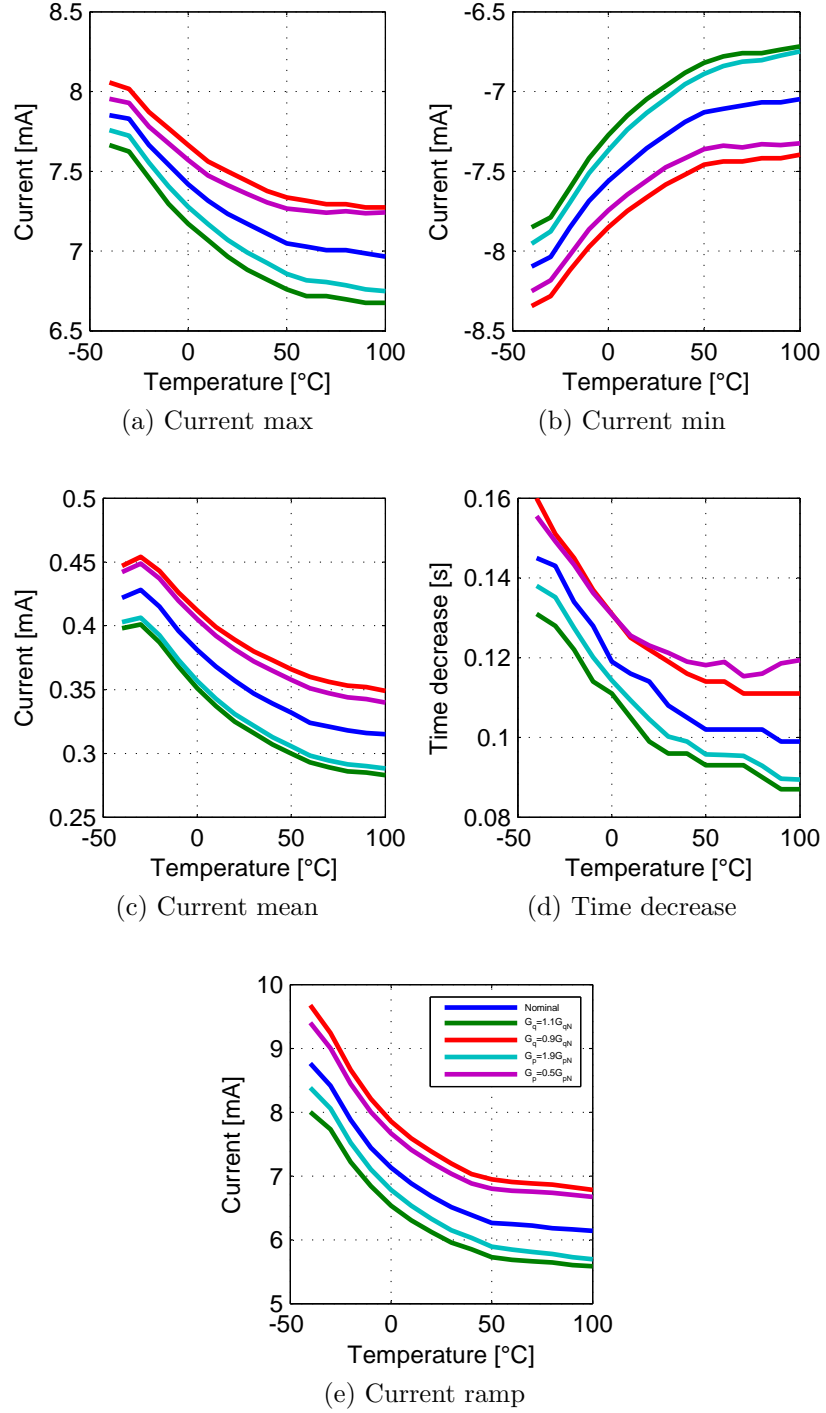 8.5
8
7.5
7
6.5
-50 0 50 100
Current [mA]
Temperature [°C]
(a) Current max
-6.5
-7
-7.5
-8
-8.5
-50 0 50 100
Current [mA]
Temperature [°C]
(b) Current min
0.5
0.45
0.4
0.35
0.3
0.25
-50 0 50 100
Current [mA]
Temperature [°C]
(c) Current mean
0.16
0.14
0.12
0.1
0.08
-50 0 50 100
Time decrease [s]
Temperature [°C]
(d) Time decrease
10
9
8
7
6
5
-50 0 50 100
Current [mA]
Nominal
G_q=1.1G_qN
G_q=0.9G_qN
G_p=1.9G_pN
G_p=0.5G_pN
Temperature [°C]
(e) Current ramp